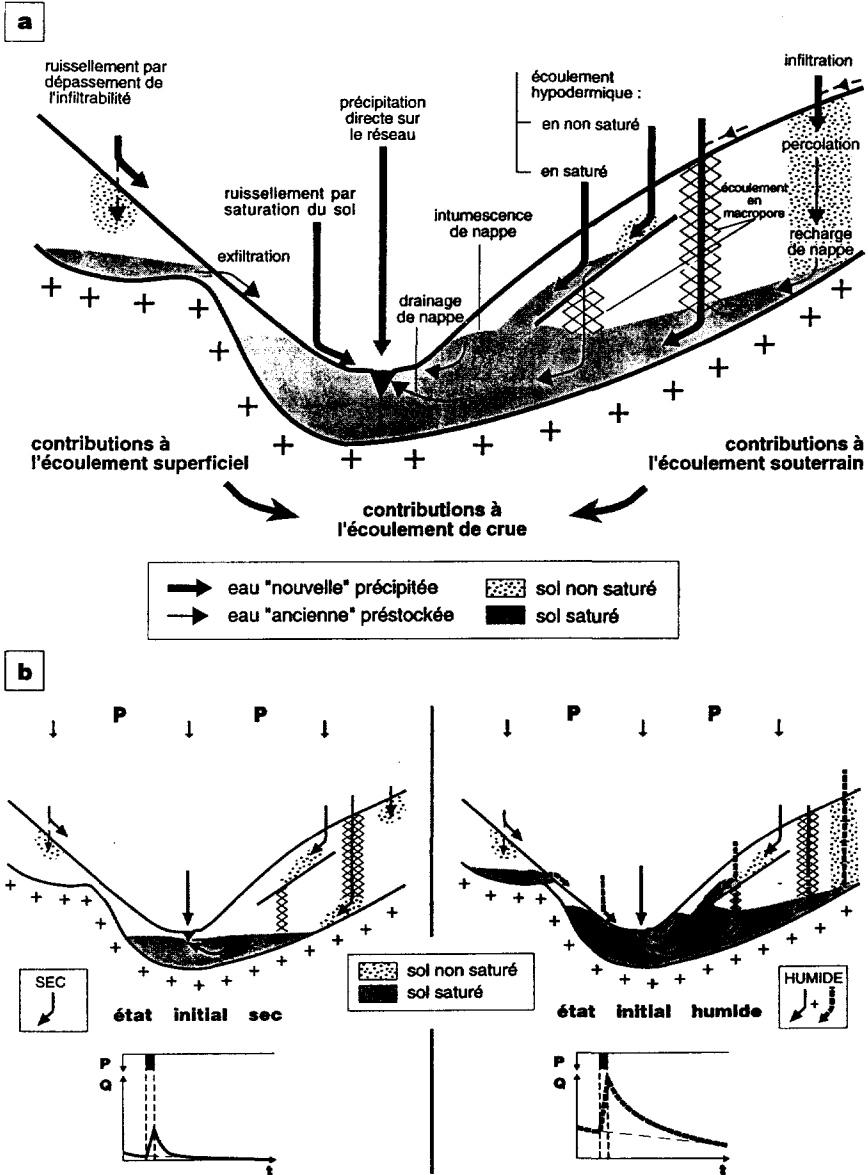 a
ruissellement par
dépassement de
l'infiltrabilité
précipitation
directe sur
le réseau
écoulement
hypodermique :
en non saturé
en saturé
infiltration
percolation
ruissellement par
saturation du sol
intumescence
de nappe
écoulement
en
macropore
recharge
de nappe
exfiltration
drainage
de nappe
contributions à
l'écoulement superficiel
contributions à
l'écoulement souterrain
contributions à
l'écoulement de crue
eau "nouvelle" précipitée
sol non saturé
eau "ancienne" préstockée
sol saturé
b
P P
P P
SEC
état initial sec
sol non saturé
sol saturé
état initial humide
HUMIDE
+
P
Q
t
P
Q
t